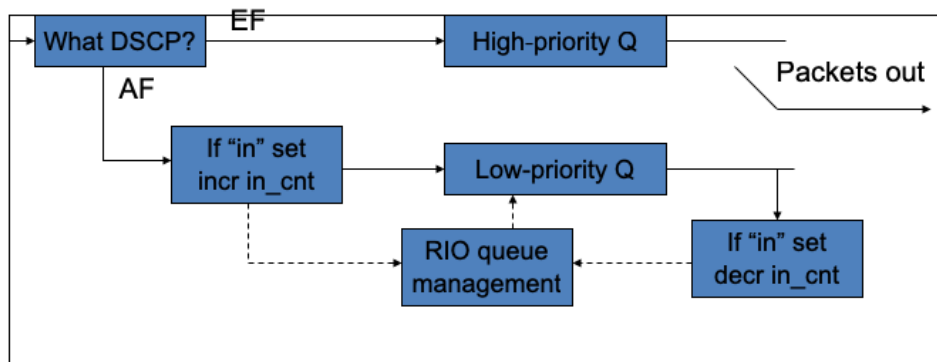 EF
What DSCP?
High-priority Q
Packets out
AF
If “in” set
incr in_cnt
Low-priority Q
RIO queue
management
If “in” set
decr in_cnt